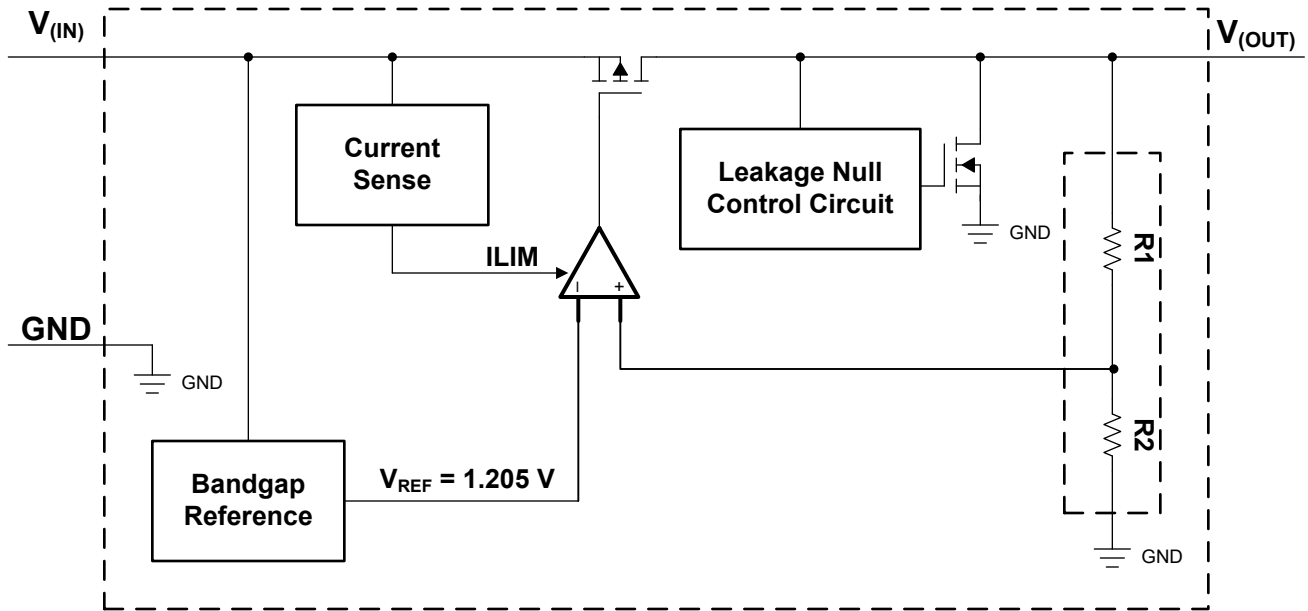 V(IN)
V(OUT)
Current
Sense
Leakage Null
Control Circuit
GND
R1
ILIM
- +
GND
GND
R2
Bandgap
Reference
VREF = 1.205 V
GND